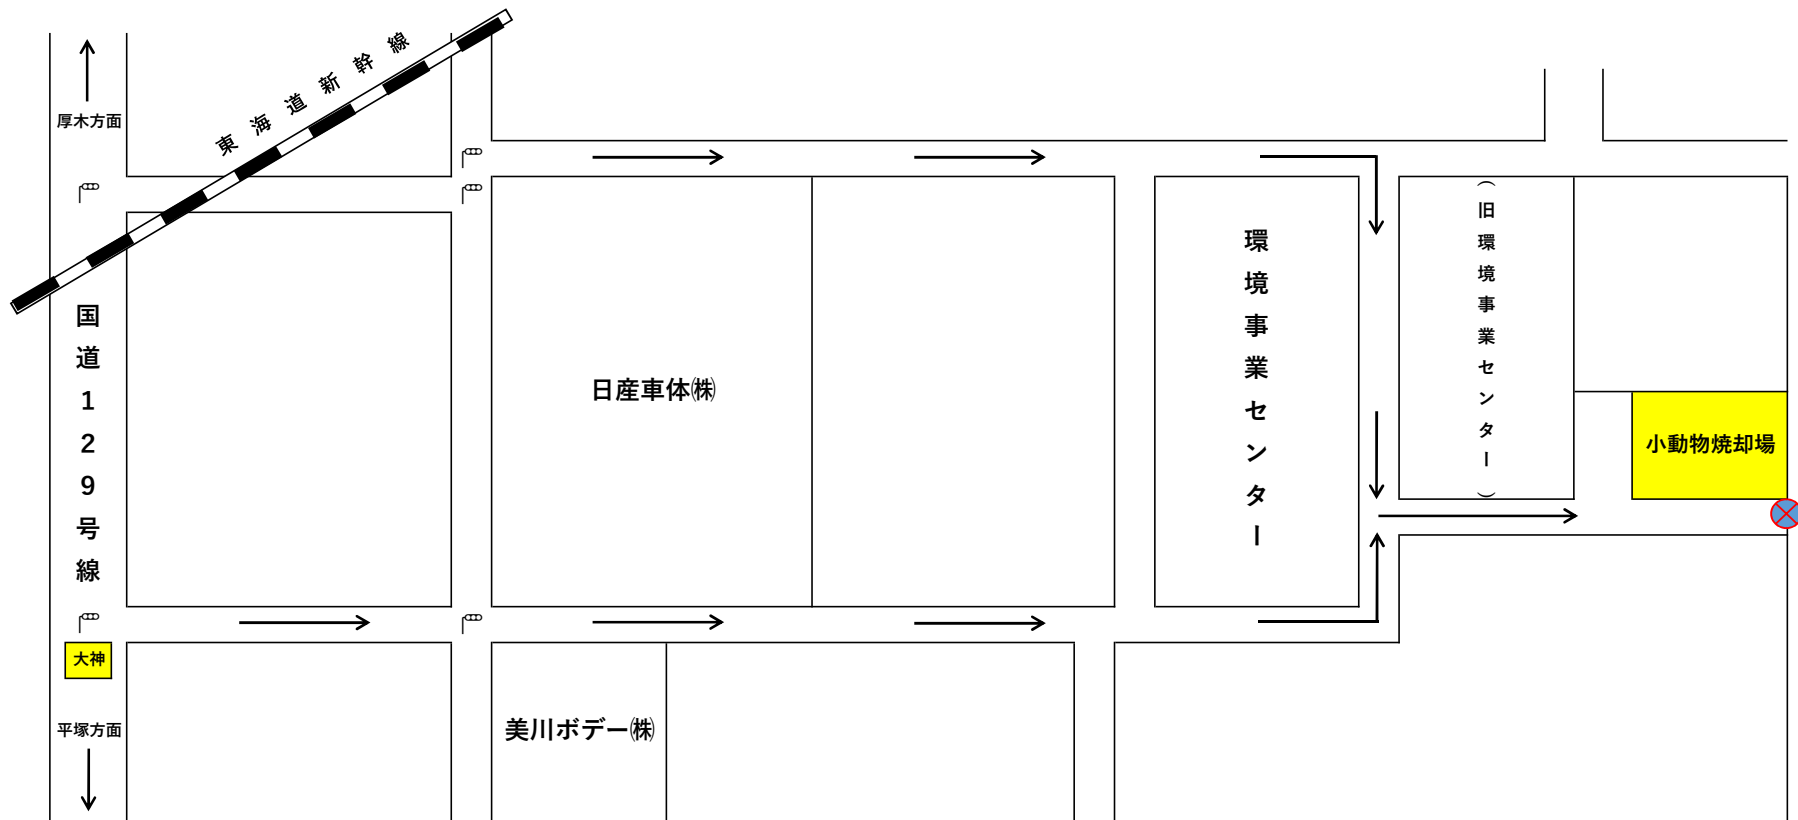 東海道新幹線
厚木方面
国道129号線
大神
平塚方面
日産車体㈱
美川ボデー㈱
環境事業センター
（旧環境事業センター）
小動物焼却場